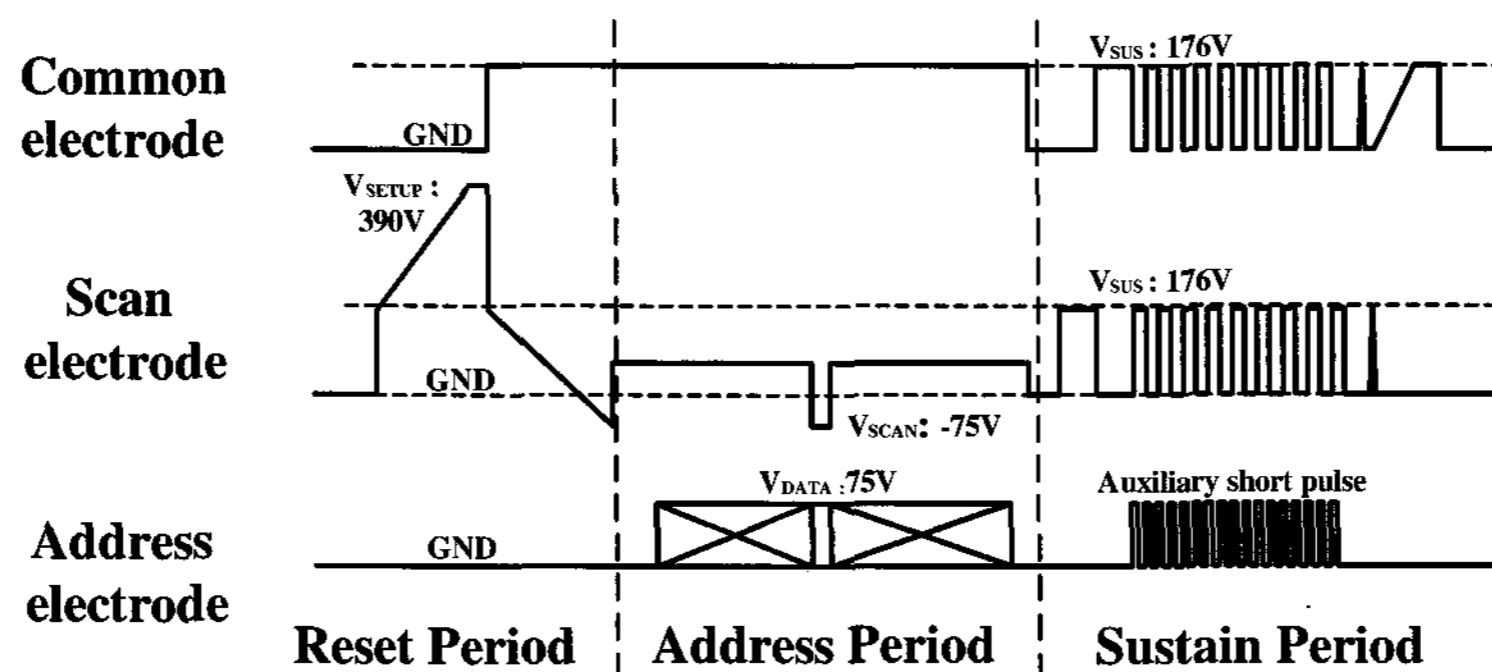 Common
electrode
GND
VSUS : 176V
VSETUP :
390V
Scan
electrode
GND
VSUS : 176V
VSCAN: -75V
Address
electrode
GND
VDATA :75V
Auxiliary short pulse
Reset Period
Address Period
Sustain Period